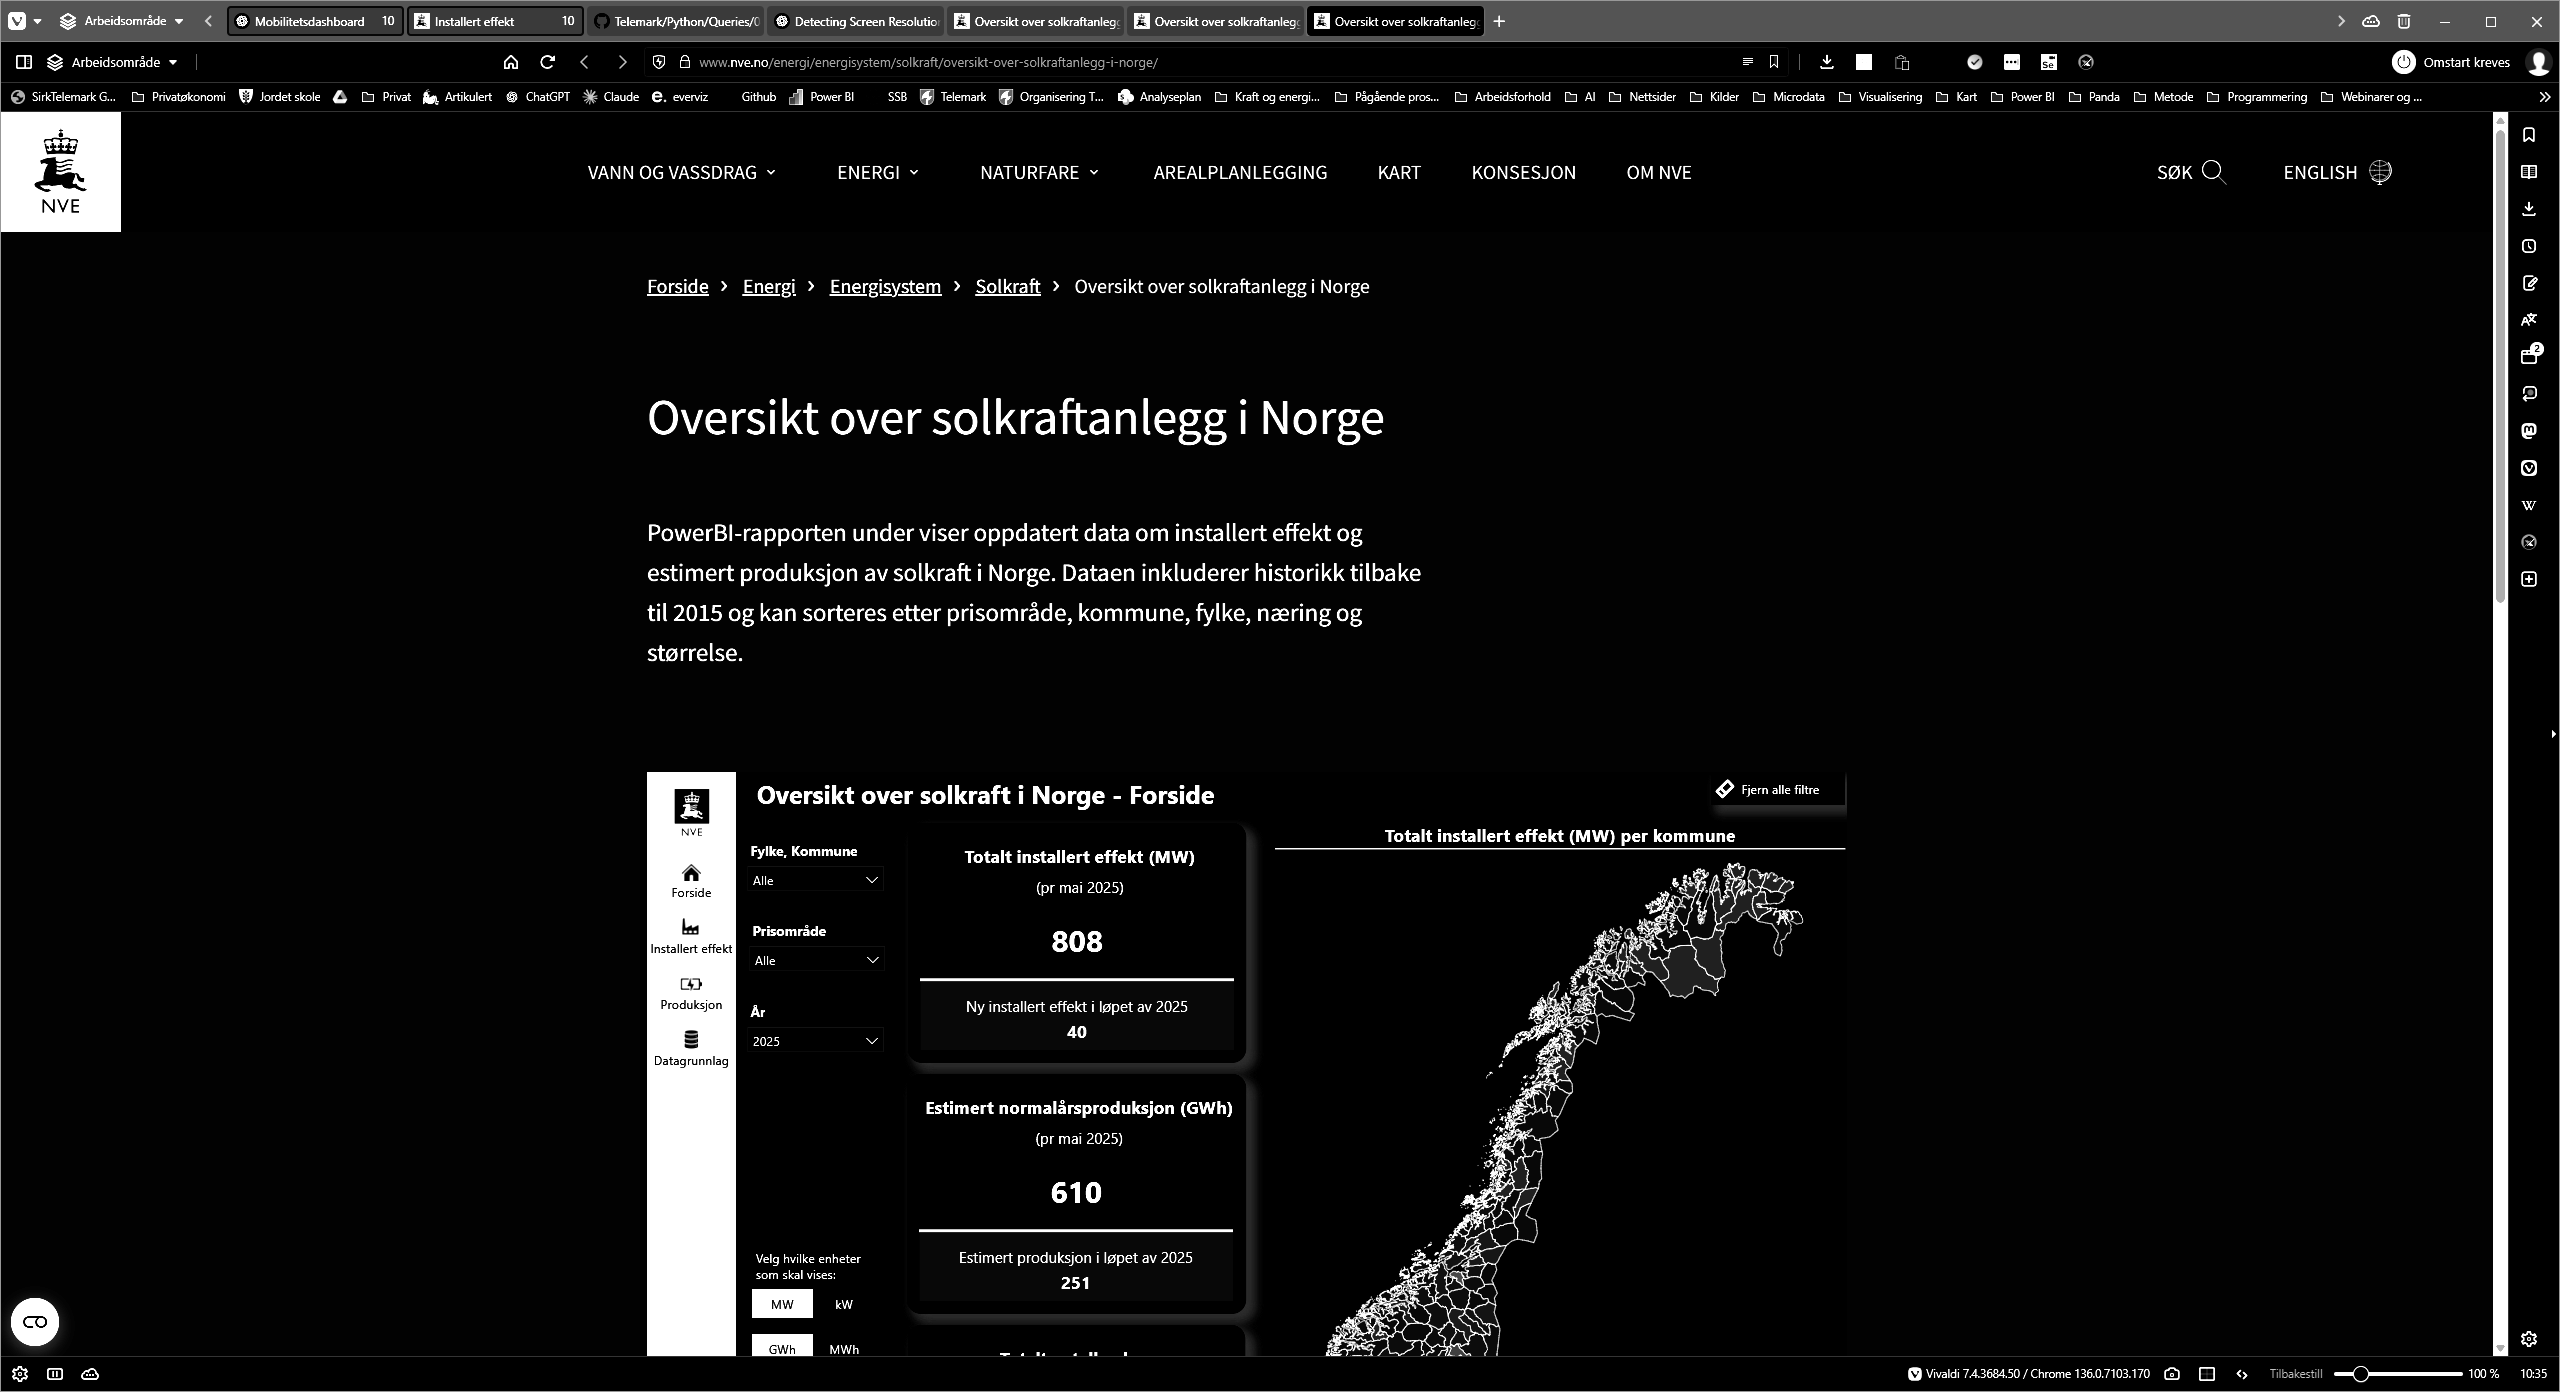 Arbeidsområde
Mobilitetsdashboard 10
Installert effekt 10
Telemark/Python/Queries/0
Detecting Screen Resolution
Oversikt over solkraftanlegg
Oversikt over solkraftanlegg
Oversikt over solkraftanlegg
Arbeidsområde
www.nve.no/energi/energisystem/solkraft/oversikt-over-solkraftanlegg-i-norge/
Se
Omstart kreves
SirkTelemark G... Privatøkonomi Jordet skole Privat Artikulert ChatGPT Claude everviz Github Power BI SSB Telemark Organisering T... Analyseplan Kraft og energi... Pågående pros... Arbeidsforhold AI Nettsider Kilder Microdata Visualisering Kart Power BI Panda Metode Programmering Webinarer og ...
NVE
VANN OG VASSDRAG ENERGI NATURFARE AREALPLANLEGGING KART KONSESJON OM NVE SØK ENGLISH
2
Forside > Energi > Energisystem > Solkraft > Oversikt over solkraftanlegg i Norge
Oversikt over solkraftanlegg i Norge
PowerBI-rapporten under viser oppdatert data om installert effekt og
estimert produksjon av solkraft i Norge. Dataen inkluderer historikk tilbake
til 2015 og kan sorteres etter prisområde, kommune, fylke, næring og
størrelse.
NVE
Forside
Installert effekt
Produksjon
Datagrunnlag
Oversikt over solkraft i Norge - Forside
Fjern alle filtre
Fylke, Kommune
Alle
Prisområde
Alle
År
2025
Velg hvilke enheter
som skal vises:
MW kW
GWh MWh
Totalt installert effekt (MW)
(pr mai 2025)
808
Ny installert effekt i løpet av 2025
40
Estimert normalårsproduksjon (GWh)
(pr mai 2025)
610
Estimert produksjon i løpet av 2025
251
Totalt installert effekt (MW) per kommune
Vivaldi 7.4.3684.50 / Chrome 136.0.7103.170
Tilbakestill
100 %
10:35